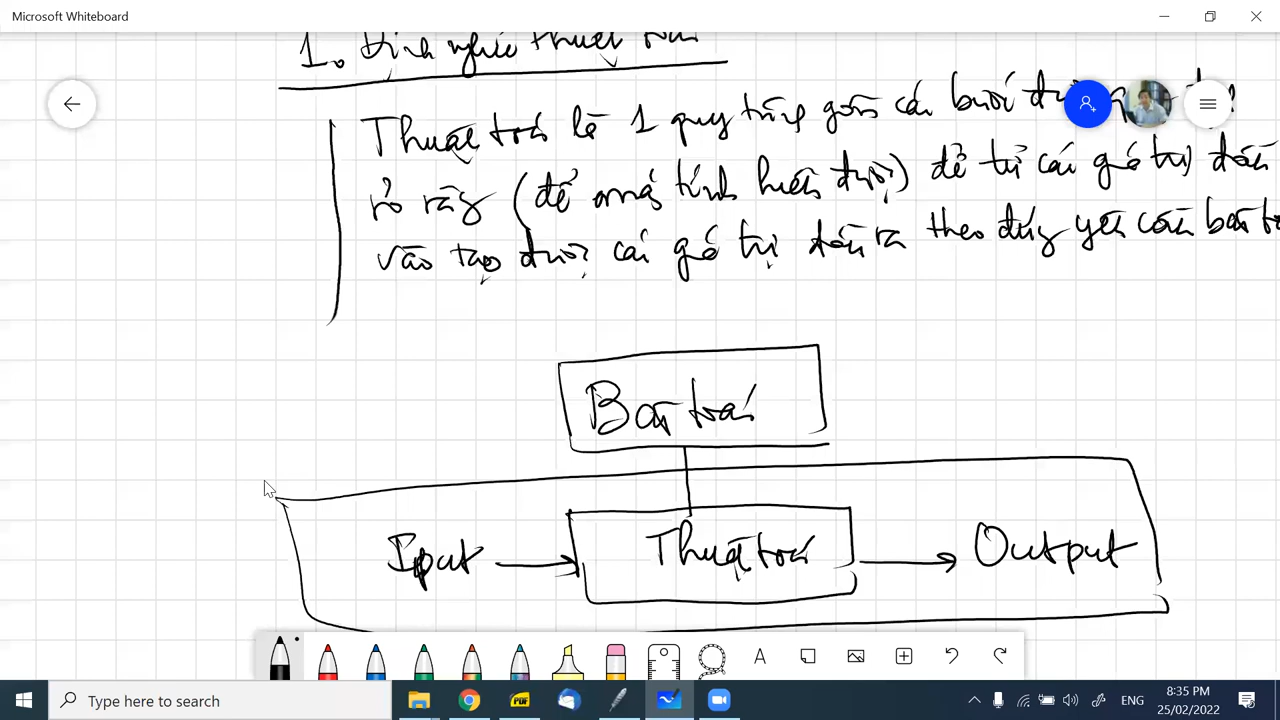 Microsoft Whiteboard
1. Định nghĩa thuật toán
Thuật toán là 1 quy trình gồm các bước
rõ ràng (để máy tính hiểu được) để từ các giá trị đầu
vào tạo được các giá trị đầu ra theo đúng yêu cầu bài
Bài toán
Input
Thuật toán
Output
Type here to search
ENG
8:35 PM
25/02/2022